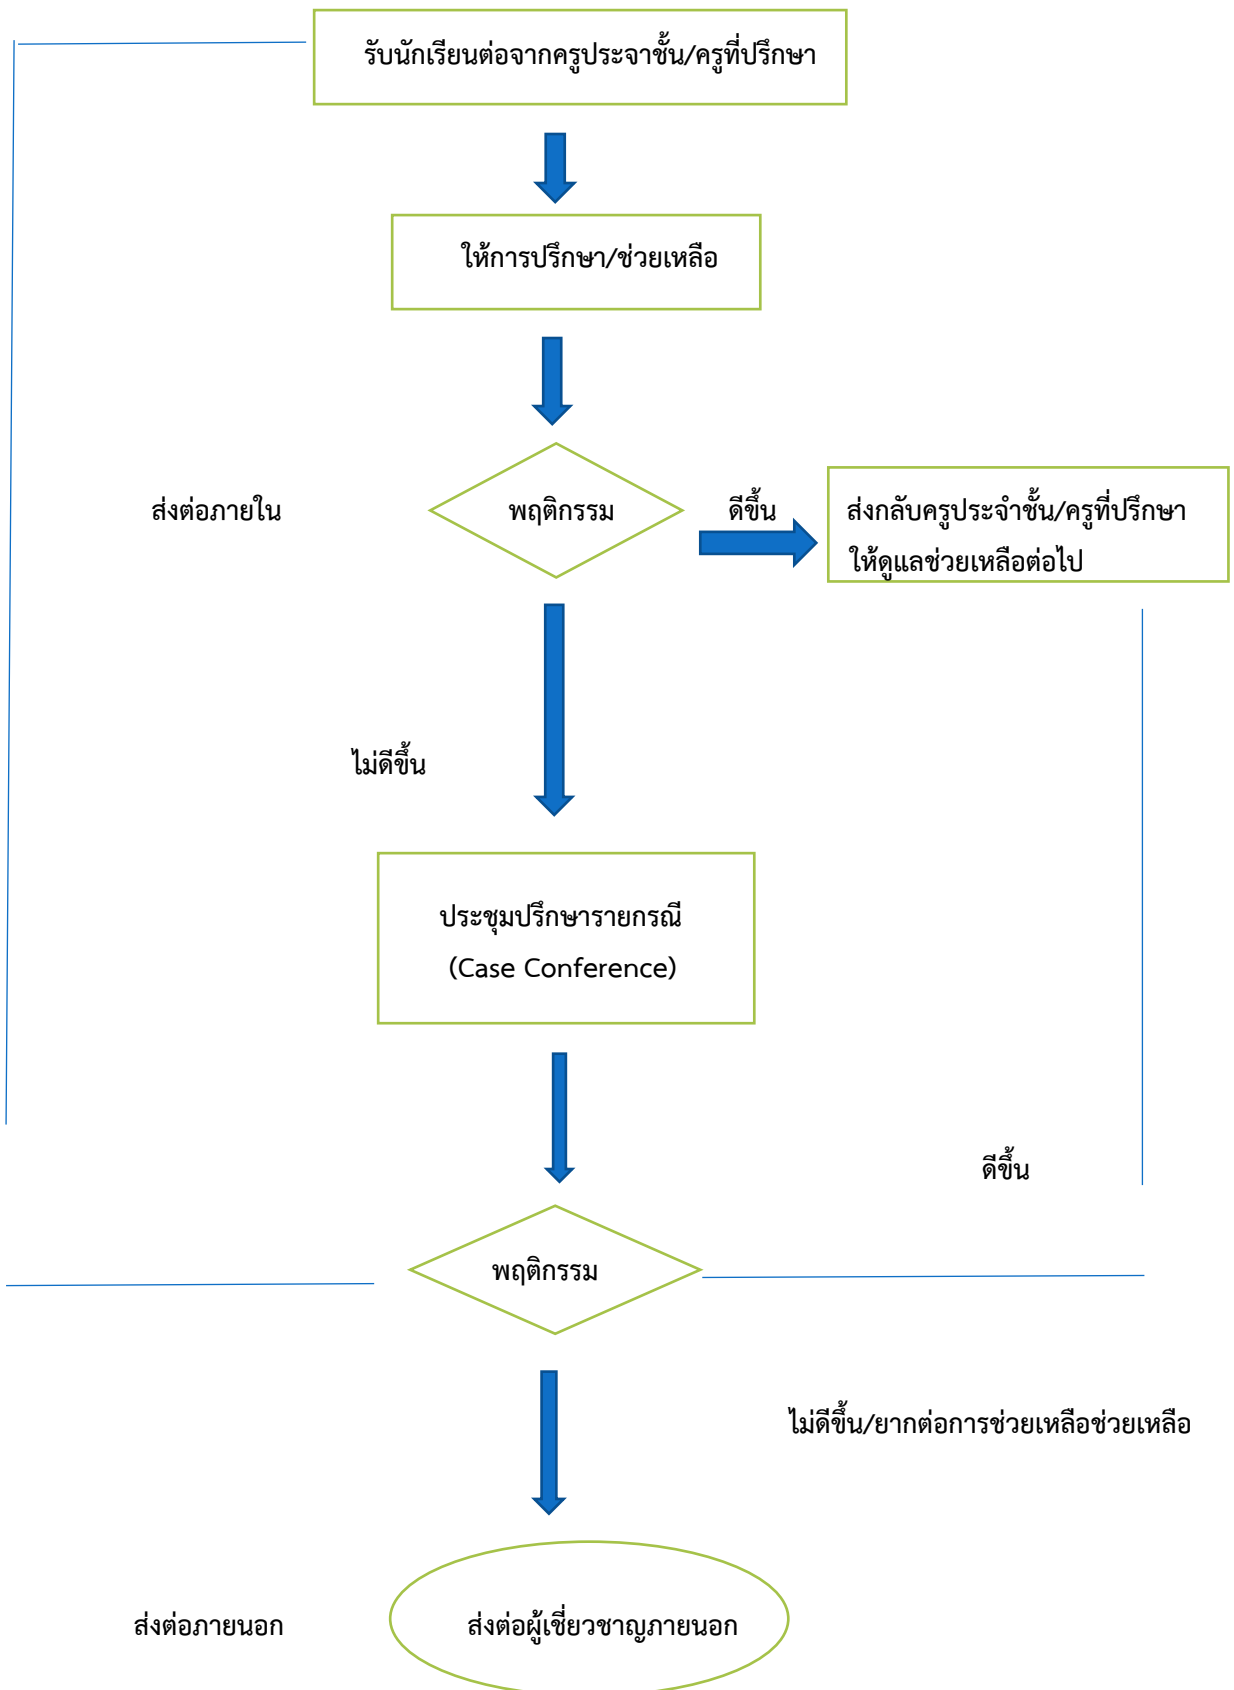 รับนักเรียนต่อจากครูประจาชั้น/ครูที่ปรึกษา
ให้การปรึกษา/ช่วยเหลือ
ส่งต่อภายใน
พฤติกรรม
ดีขึ้น
ส่งกลับครูประจำชั้น/ครูที่ปรึกษา
ให้ดูแลช่วยเหลือต่อไป
ไม่ดีขึ้น
ประชุมปรึกษารายกรณี
(Case Conference)
ดีขึ้น
พฤติกรรม
ไม่ดีขึ้น/ยากต่อการช่วยเหลือช่วยเหลือ
ส่งต่อภายนอก
ส่งต่อผู้เชี่ยวชาญภายนอก